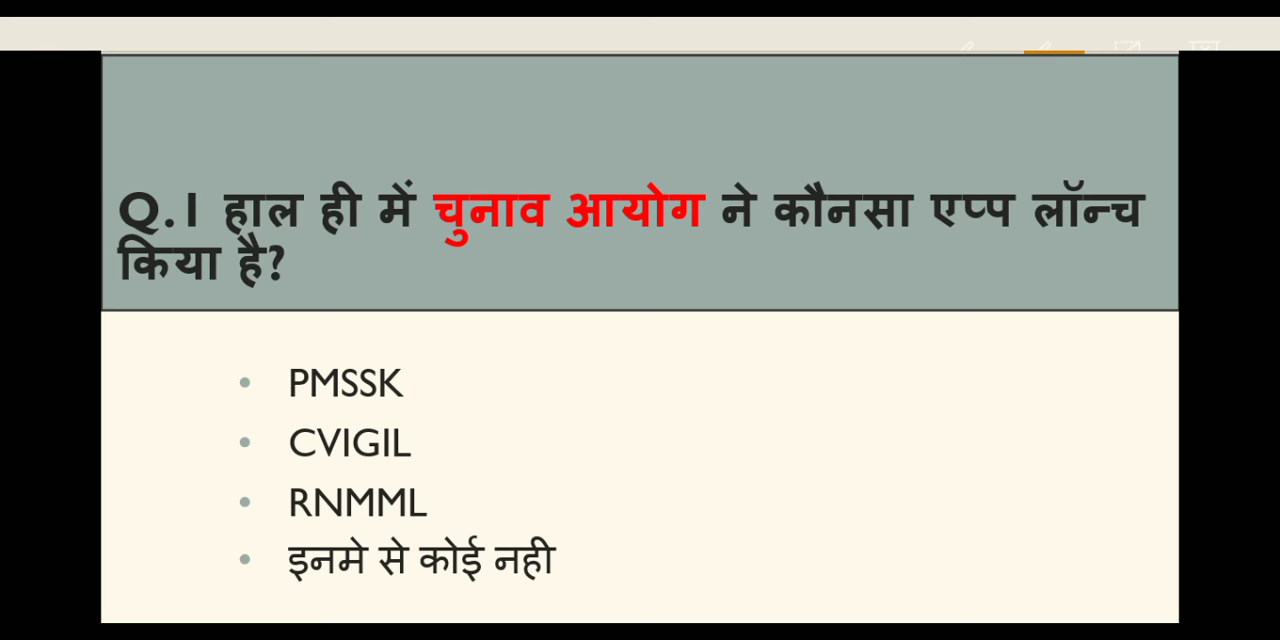 Q.1 हाल ही में चुनाव आयोग ने कौनसा एप्प लॉन्च
किया है?
• PMSSK
• CVIGIL
• RNMML
• इनमे से कोई नही